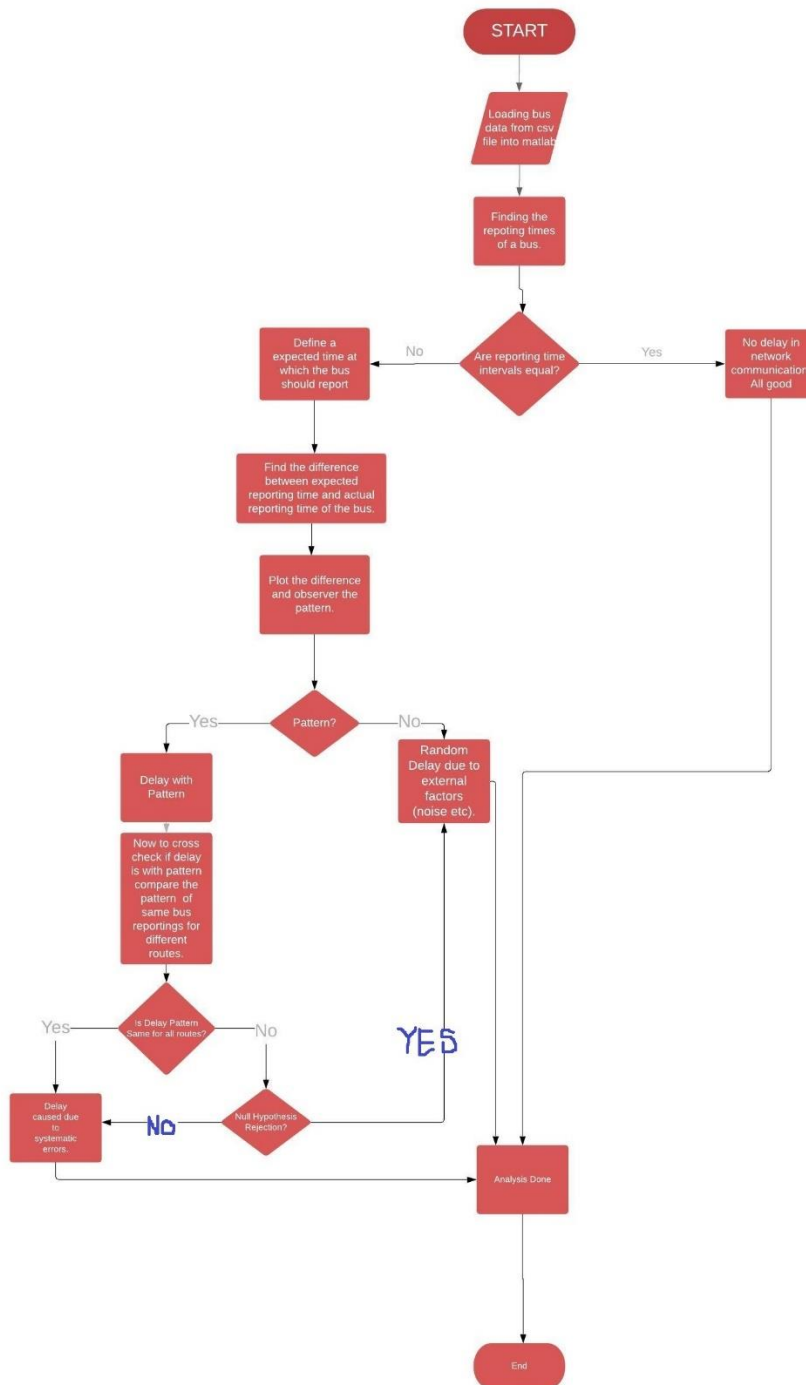 START
Loading bus
data from csv
file into matlab
Finding the
repoting times
of a bus.
Are reporting time
intervals equal?
No
Yes
Define a
expected time at
which the bus
should report
No delay in
network
communication
All good
Find the difference
between expected
reporting time and actual
reporting time of the bus.
Plot the difference
and observer the
pattern.
Pattern?
Yes
No
Delay with
Pattern
Random
Delay due to
external
factors
(noise etc).
Now to cross
check if delay
is with pattern
compare the
pattern of
same bus
reportings for
different
routes.
Is Delay Pattern
Same for all routes?
Yes
No
YES
Delay
caused due
to
systematic
errors.
NO
Null Hypothesis
Rejection?
Analysis Done
End